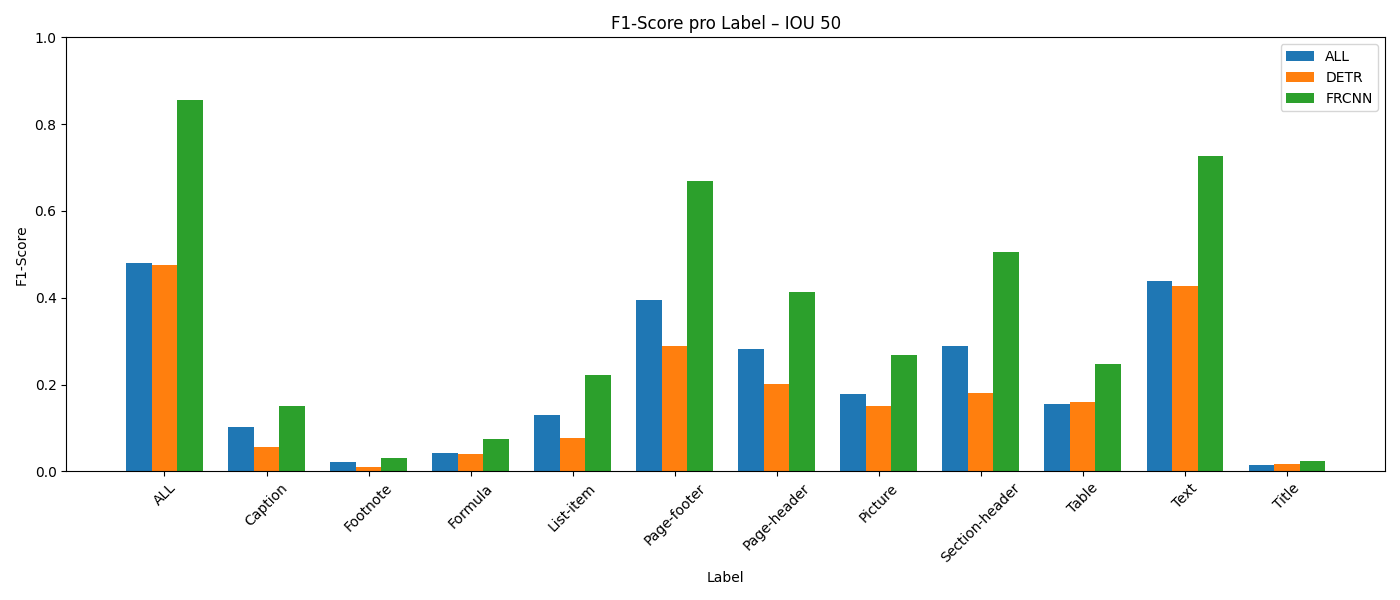 F1-Score pro Label – IOU 50
ALL
DETR
FRCNN
F1-Score
1.0
0.8
0.6
0.4
0.2
0.0
ALL
Caption
Footnote
Formula
List-item
Page-footer
Page-header
Picture
Section-header
Table
Text
Title
Label